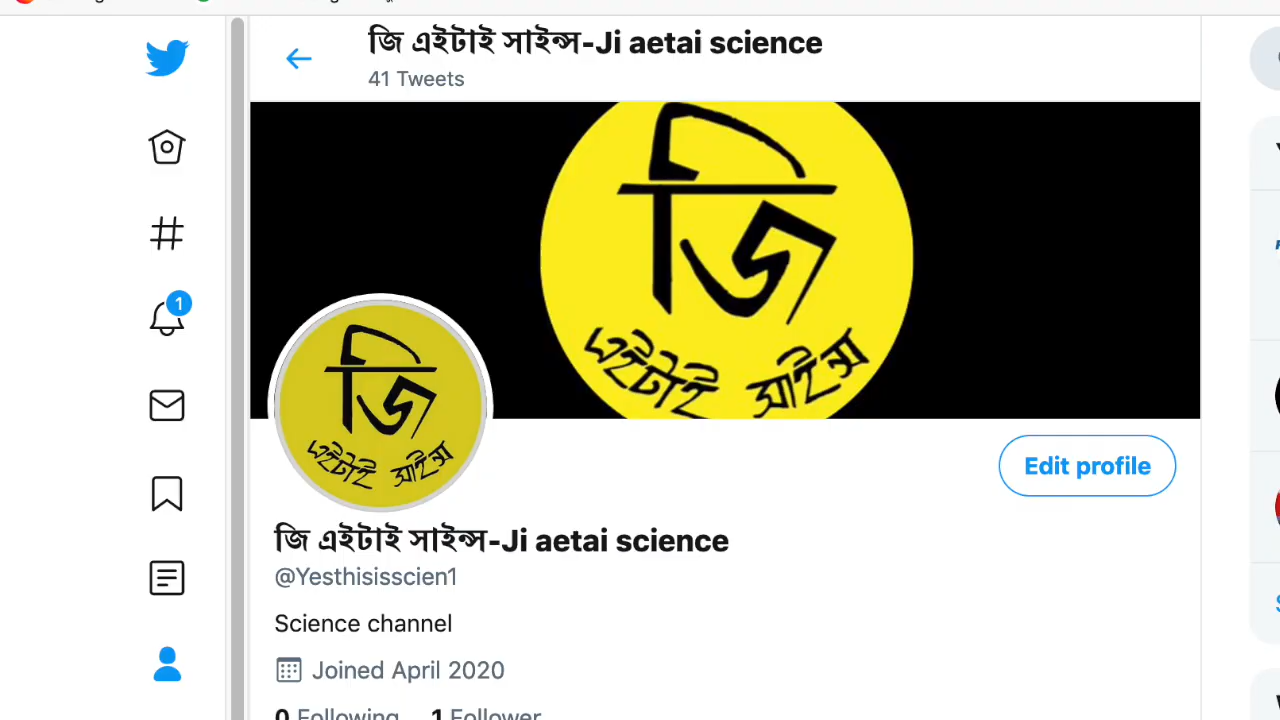 জি এইটাই সাইন্স-Ji aetai science
41 Tweets
জি
এইটাই সাইন্স
1
জি
এইটাই সাইন্স
Edit profile
জি এইটাই সাইন্স-Ji aetai science
@Yesthisisscien1
Science channel
Joined April 2020
0 Following 1 Follower